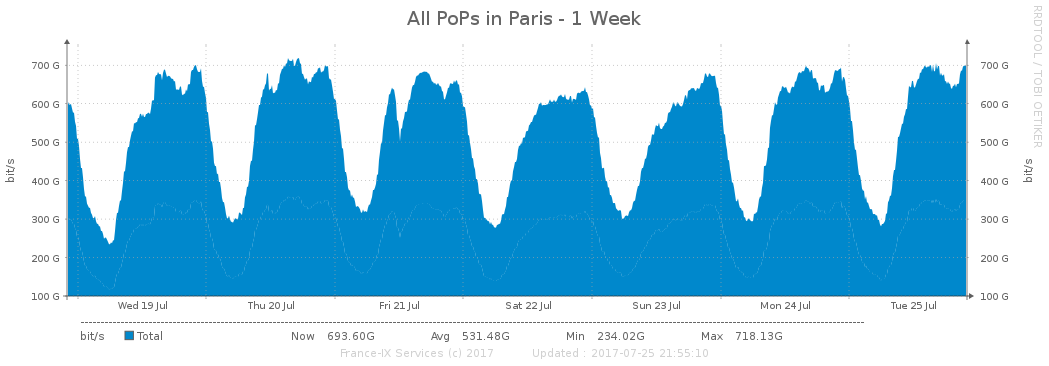 All PoPs in Paris - 1 Week
RRDTOOL / TOBI OETIKER
bit/s
700 G
600 G
500 G
400 G
300 G
200 G
100 G
700 G
600 G
500 G
400 G
300 G
200 G
100 G
bit/s
Wed 19 Jul Thu 20 Jul Fri 21 Jul Sat 22 Jul Sun 23 Jul Mon 24 Jul Tue 25 Jul
bit/s Total Now 693.60G Avg 531.48G Min 234.02G Max 718.13G
France-IX Services (c) 2017 Updated : 2017-07-25 21:55:10